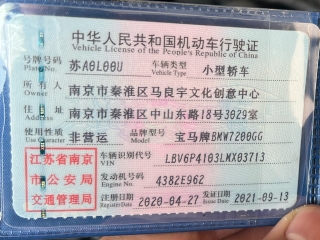 中华人民共和国机动车行驶证
Vehicle License of the People's Republic of China
号牌号码 苏A0L00U 车辆类型 小型轿车
Plate No. Vehicle Type
所有人 南京市秦淮区马良宇文化创意中心
Owner
住址 南京市秦淮区中山东路18号3029室
Address
使用性质 非营运 品牌型号 宝马牌BMW7200GG
江苏省南京市公安局交通管理局
车辆识别代号 LBV6P4103LMX03713
VIN
发动机号码 4382E962
Engine No.
注册日期 2020-04-27 发证日期 2021-09-13
Register Date Issue Date